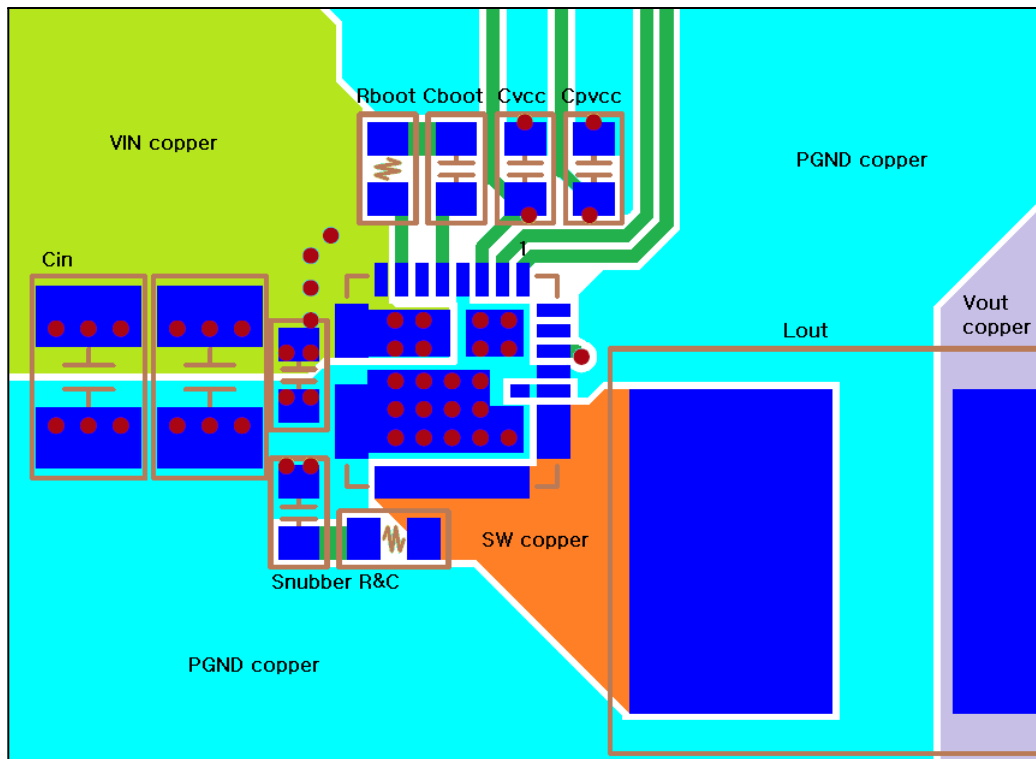 Rboot Cboot Cvcc Cpvcc
VIN copper
PGND copper
1
Cin
Vout
copper
Lout
SW copper
Snubber R&C
PGND copper